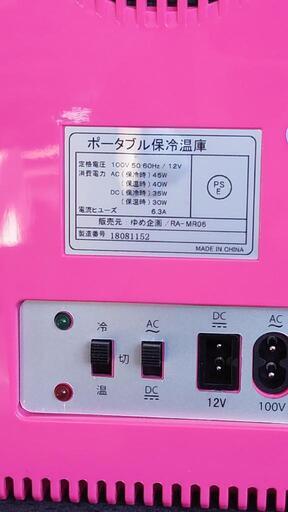 ポータブル保冷温庫
定格電圧 100V 50/60Hz / 12V
消費電力 AC (保冷時) 45W
(保温時) 40W
DC (保冷時) 35W
(保温時) 30W
電流ヒューズ 6.3A
PS
E
販売元 ゆめ企画/RA-MR06
製造番号 18081152
MADE IN CHINA
冷 AC DC AC
切
温 DC 12V 100V